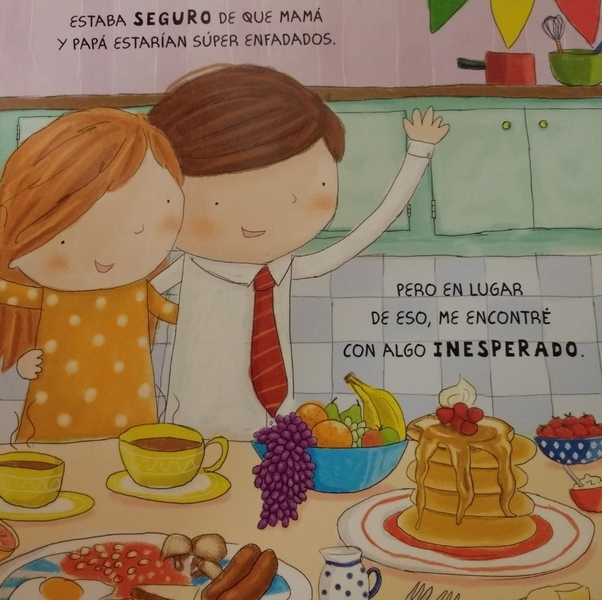 ESTABA SEGURO DE QUE MAMÁ
Y PAPÁ ESTARÍAN SÚPER ENFADADOS.
PERO EN LUGAR
DE ESO, ME ENCONTRÉ
CON ALGO INESPERADO.